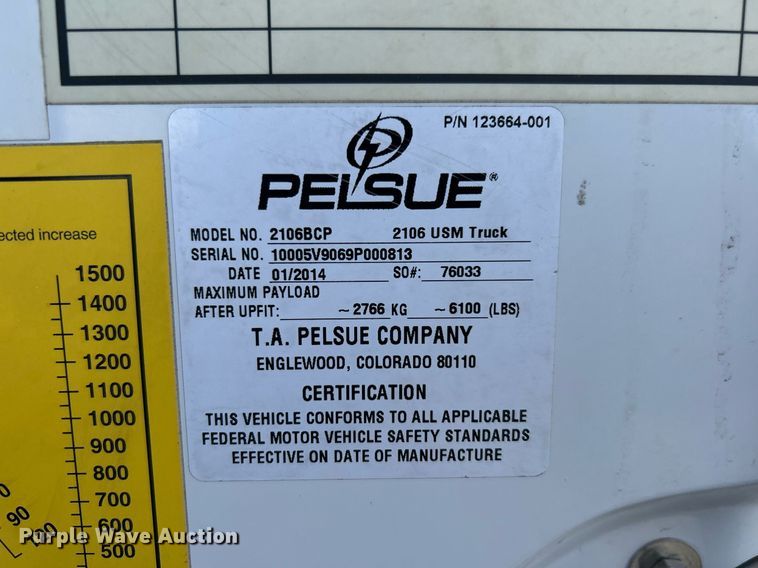 P/N 123664-001
PELSUE®
MODEL NO. 2106BCP 2106 USM Truck
SERIAL NO. 10005V9069P000813
DATE 01/2014 SO#: 76033
MAXIMUM PAYLOAD
AFTER UPFIT: ~2766 KG ~6100 (LBS)
T.A. PELSUE COMPANY
ENGLEWOOD, COLORADO 80110
CERTIFICATION
THIS VEHICLE CONFORMS TO ALL APPLICABLE
FEDERAL MOTOR VEHICLE SAFETY STANDARDS
EFFECTIVE ON DATE OF MANUFACTURE
increase
1500
1400
1300
1200
1100
1000
900
800
700
600
500
90
100
Purple Wave Auction